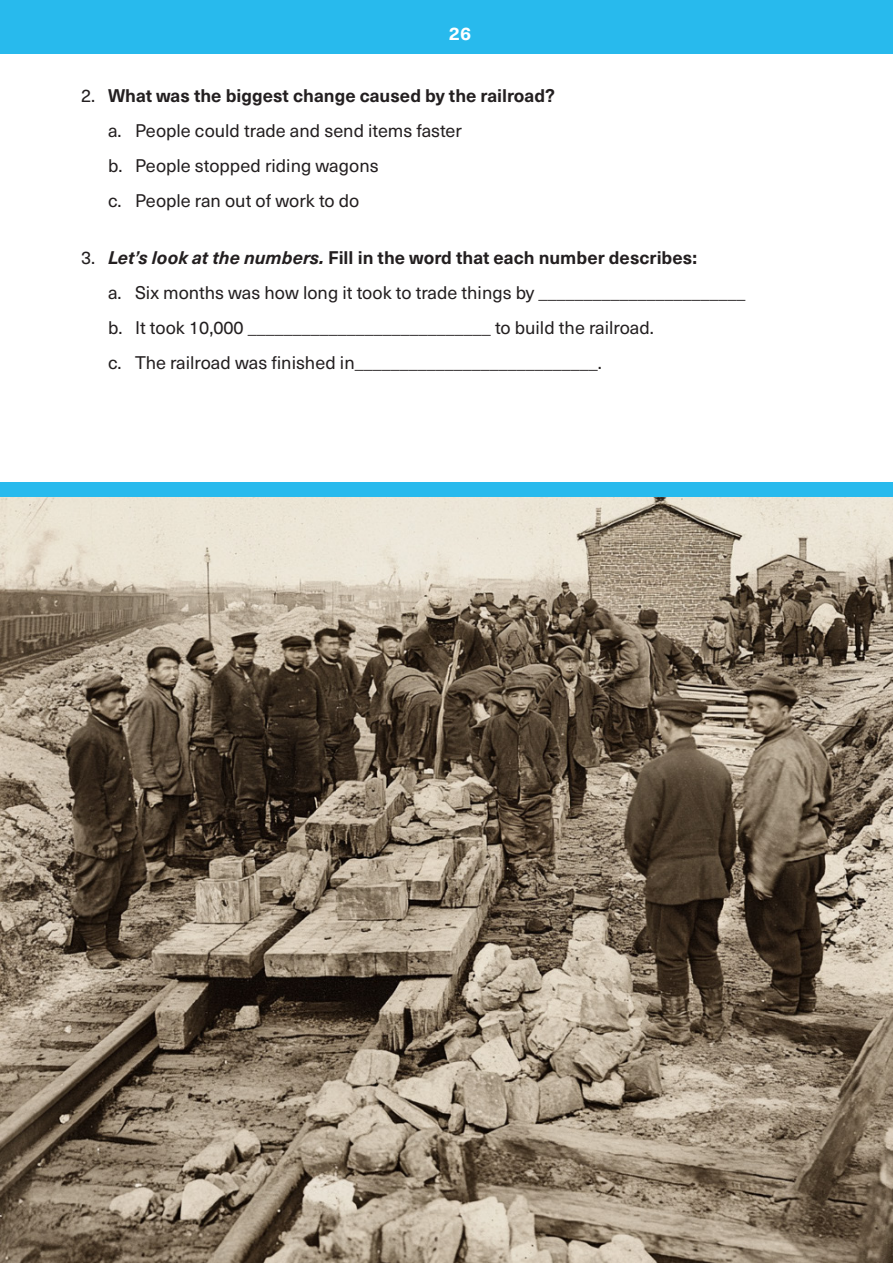 26
2. What was the biggest change caused by the railroad?
a. People could trade and send items faster
b. People stopped riding wagons
c. People ran out of work to do
3. Let's look at the numbers. Fill in the word that each number describes:
a. Six months was how long it took to trade things by _______________________
b. It took 10,000 ___________________________ to build the railroad.
c. The railroad was finished in___________________________.